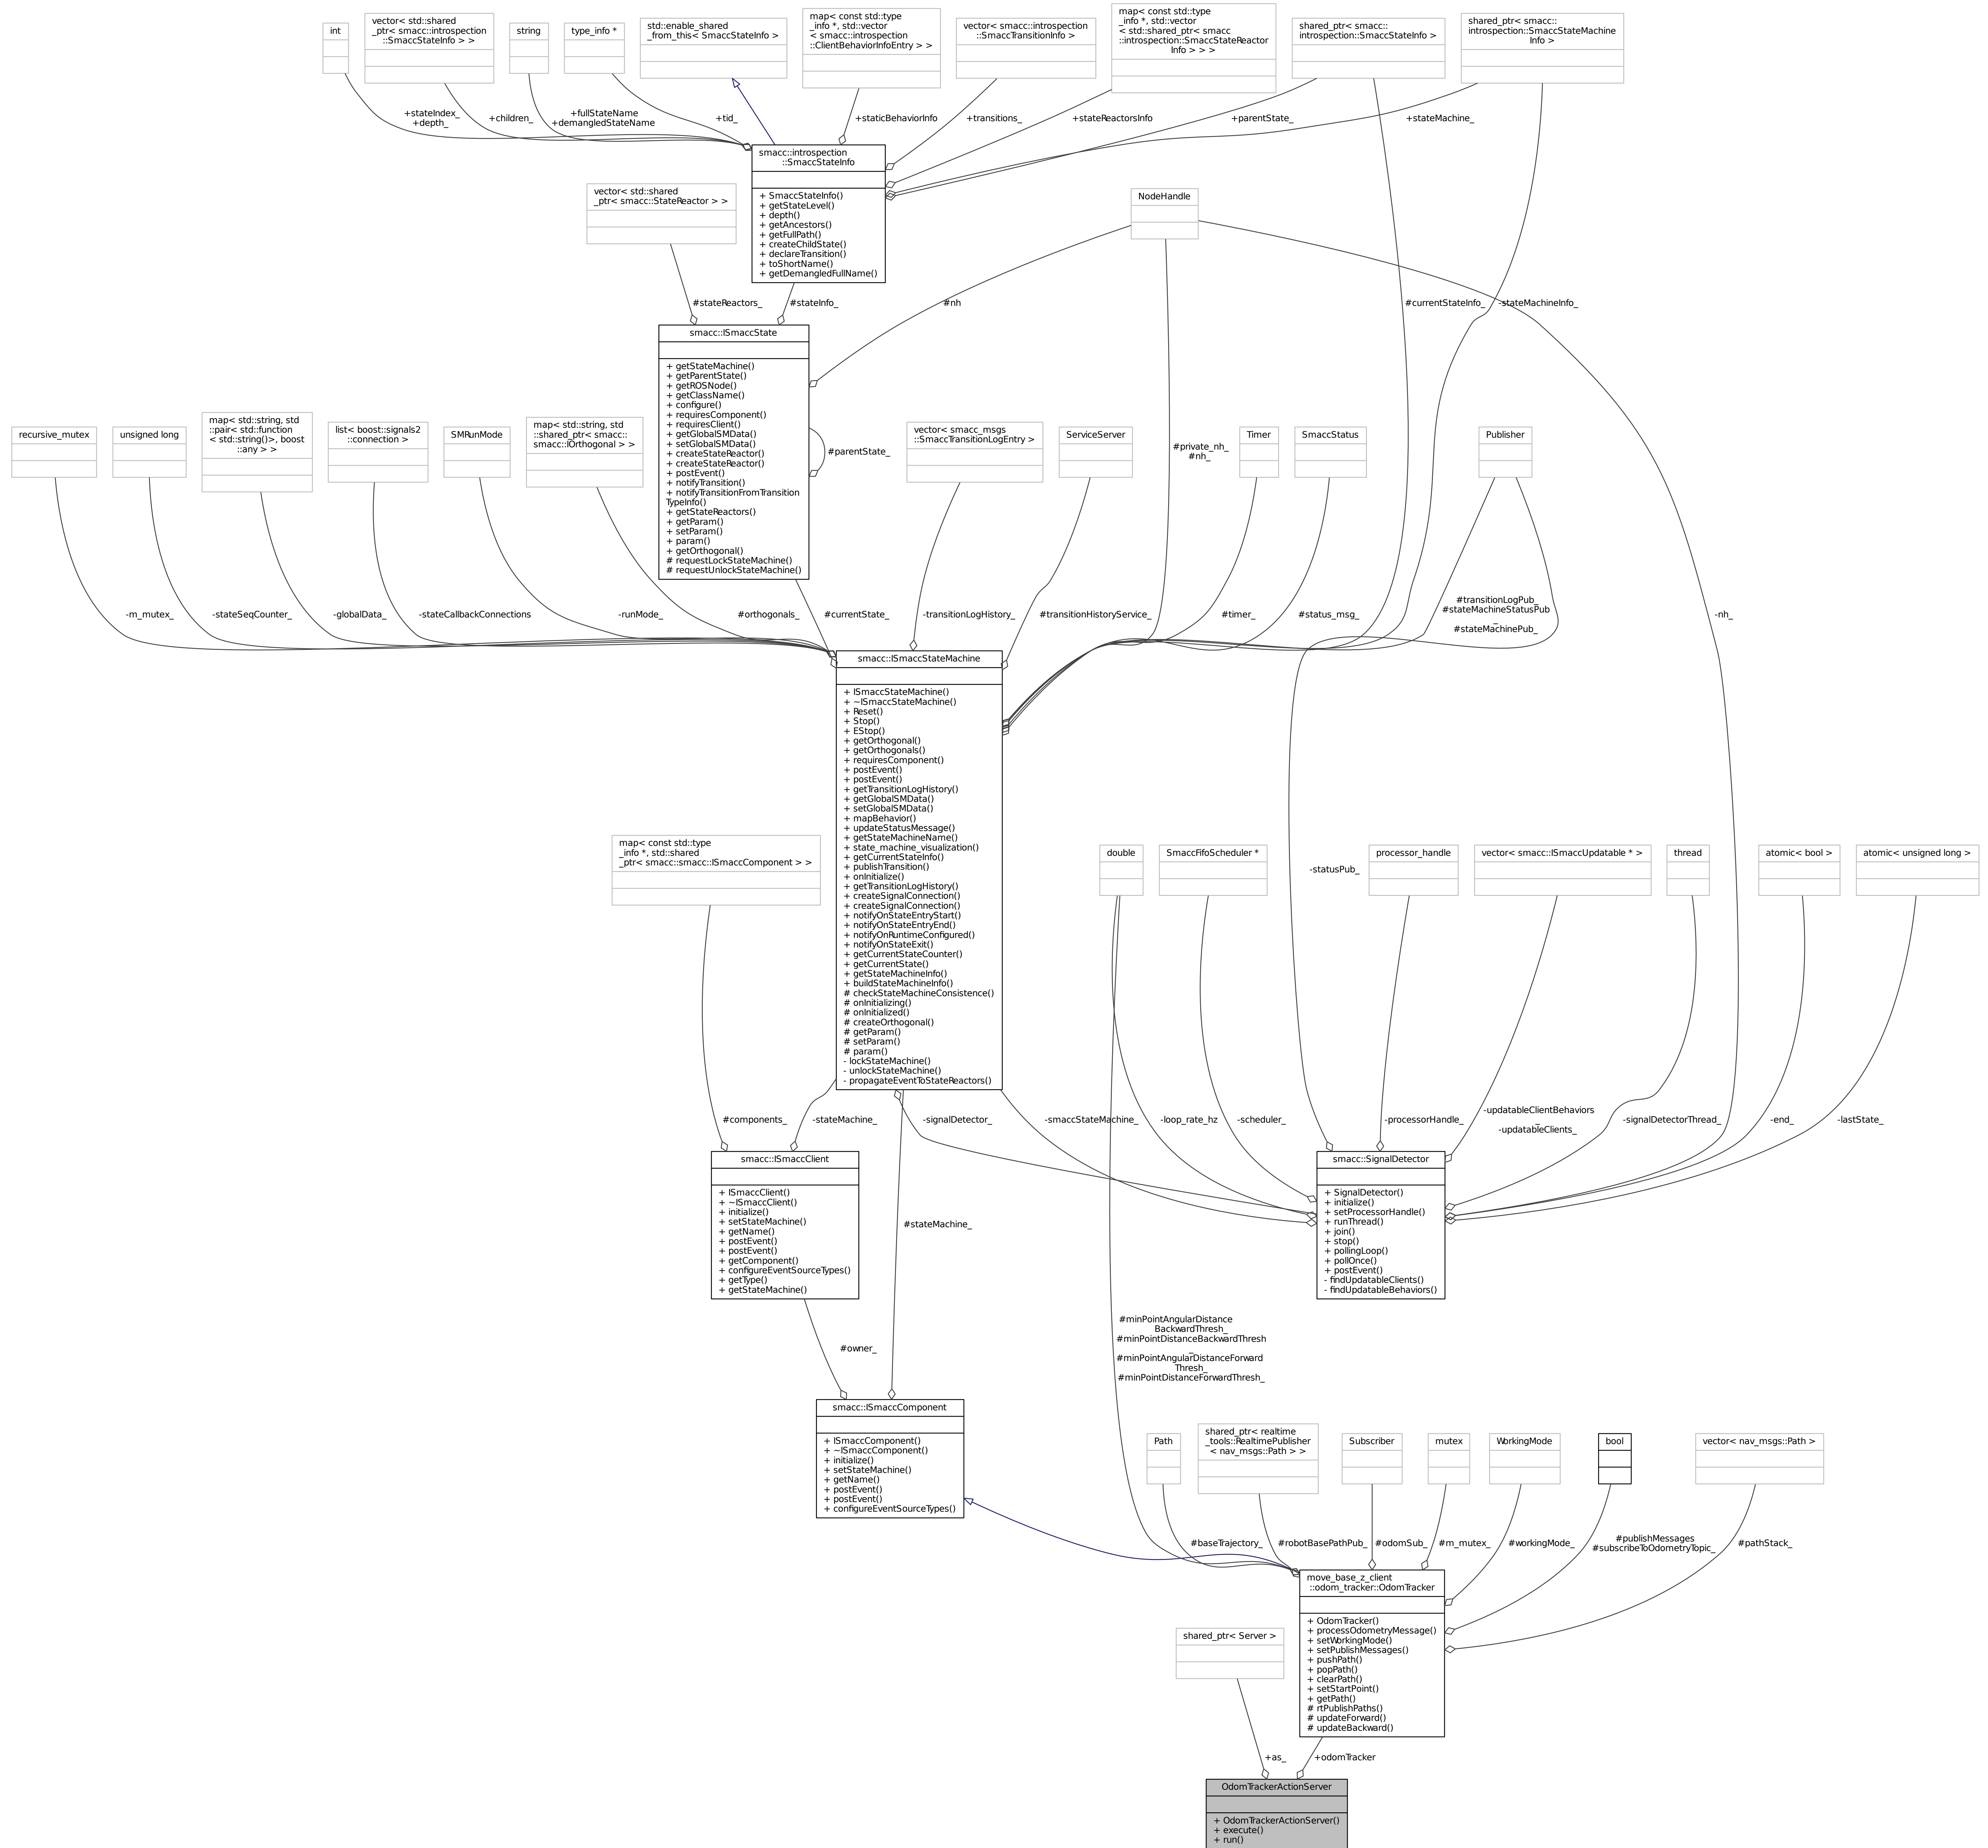 int
vector< std::shared
_ptr< smacc::introspection
::SmaccStateInfo > >
string
type_info *
std::enable_shared
_from_this< SmaccStateInfo >
map< const std::type
_info *, std::vector
< smacc::introspection
::ClientBehaviorInfoEntry > >
vector< smacc::introspection
::SmaccTransitionInfo >
map< const std::type
_info *, std::vector
< std::shared_ptr< smacc
::introspection::SmaccStateReactor
Info > > >
shared_ptr< smacc::
introspection::SmaccStateInfo >
shared_ptr< smacc::
introspection::SmaccStateMachine
Info >
+stateIndex_
+depth_
+children_
+fullStateName
+demangledStateName
+tid_
+staticBehaviorInfo
+transitions_
+stateReactorsInfo
+parentState_
+stateMachine_
smacc::introspection
::SmaccStateInfo
+ SmaccStateInfo()
+ getStateLevel()
+ depth()
+ getAncestors()
+ getFullPath()
+ createChildState()
+ declareTransition()
+ toShortName()
+ getDemangledFullName()
vector< std::shared
_ptr< smacc::StateReactor > >
NodeHandle
#stateReactors_
#stateInfo_
#nh
#currentStateInfo_
-stateMachineInfo_
smacc::ISmaccState
+ getStateMachine()
+ getParentState()
+ getROSNode()
+ getClassName()
+ configure()
+ requiresComponent()
+ requiresClient()
+ getGlobalSMData()
+ setGlobalSMData()
+ createStateReactor()
+ createStateReactor()
+ postEvent()
+ notifyTransition()
+ notifyTransitionFromTransition
TypeInfo()
+ getStateReactors()
+ getParam()
+ setParam()
+ param()
+ getOrthogonal()
# requestLockStateMachine()
# requestUnlockStateMachine()
#parentState_
recursive_mutex
unsigned long
map< std::string, std
::pair< std::function
< std::string()>, boost
::any > >
list< boost::signals2
::connection >
SMRunMode
map< std::string, std
::shared_ptr< smacc::
smacc::IOrthogonal > >
vector< smacc_msgs
::SmaccTransitionLogEntry >
ServiceServer
#private_nh_
#nh_
Timer
SmaccStatus
Publisher
-m_mutex_
-stateSeqCounter_
-globalData_
-stateCallbackConnections
-runMode_
#orthogonals_
#currentState_
-transitionLogHistory_
#transitionHistoryService_
#timer_
#status_msg_
#transitionLogPub_
#stateMachineStatusPub
_
#stateMachinePub_
-nh_
smacc::ISmaccStateMachine
+ ISmaccStateMachine()
+ ~ISmaccStateMachine()
+ Reset()
+ Stop()
+ EStop()
+ getOrthogonal()
+ getOrthogonals()
+ requiresComponent()
+ postEvent()
+ postEvent()
+ getTransitionLogHistory()
+ getGlobalSMData()
+ setGlobalSMData()
+ mapBehavior()
+ updateStatusMessage()
+ getStateMachineName()
+ state_machine_visualization()
+ getCurrentStateInfo()
+ publishTransition()
+ onInitialize()
+ getTransitionLogHistory()
+ createSignalConnection()
+ createSignalConnection()
+ notifyOnStateEntryStart()
+ notifyOnStateEntryEnd()
+ notifyOnRuntimeConfigured()
+ notifyOnStateExit()
+ getCurrentStateCounter()
+ getCurrentState()
+ getStateMachineInfo()
+ buildStateMachineInfo()
# checkStateMachineConsistence()
# onInitializing()
# onInitialized()
# createOrthogonal()
# getParam()
# setParam()
# param()
- lockStateMachine()
- unlockStateMachine()
- propagateEventToStateReactors()
map< const std::type
_info *, std::shared
_ptr< smacc::smacc::ISmaccComponent > >
double
SmaccFifoScheduler *
-statusPub_
processor_handle
vector< smacc::ISmaccUpdatable * >
thread
atomic< bool >
atomic< unsigned long >
#components_
-stateMachine_
-signalDetector_
-smaccStateMachine_
-loop_rate_hz
-scheduler_
-processorHandle_
-updatableClientBehaviors
_
-updatableClients_
-signalDetectorThread_
-end_
-lastState_
smacc::ISmaccClient
+ ISmaccClient()
+ ~ISmaccClient()
+ initialize()
+ setStateMachine()
+ getName()
+ postEvent()
+ postEvent()
+ getComponent()
+ configureEventSourceTypes()
+ getType()
+ getStateMachine()
#stateMachine_
smacc::SignalDetector
+ SignalDetector()
+ initialize()
+ setProcessorHandle()
+ runThread()
+ join()
+ stop()
+ pollingLoop()
+ pollOnce()
+ postEvent()
- findUpdatableClients()
- findUpdatableBehaviors()
#owner_
#minPointAngularDistance
BackwardThresh_
#minPointDistanceBackwardThresh
_
#minPointAngularDistanceForward
Thresh_
#minPointDistanceForwardThresh_
smacc::ISmaccComponent
+ ISmaccComponent()
+ ~ISmaccComponent()
+ initialize()
+ setStateMachine()
+ getName()
+ postEvent()
+ postEvent()
+ configureEventSourceTypes()
Path
shared_ptr< realtime
_tools::RealtimePublisher
< nav_msgs::Path > >
Subscriber
mutex
WorkingMode
bool
vector< nav_msgs::Path >
#baseTrajectory_
#robotBasePathPub_
#odomSub_
#m_mutex_
#workingMode_
#publishMessages
#subscribeToOdometryTopic_
#pathStack_
move_base_z_client
::odom_tracker::OdomTracker
+ OdomTracker()
+ processOdometryMessage()
+ setWorkingMode()
+ setPublishMessages()
+ pushPath()
+ popPath()
+ clearPath()
+ setStartPoint()
+ getPath()
# rtPublishPaths()
# updateForward()
# updateBackward()
shared_ptr< Server >
+as_
+odomTracker
OdomTrackerActionServer
+ OdomTrackerActionServer()
+ execute()
+ run()